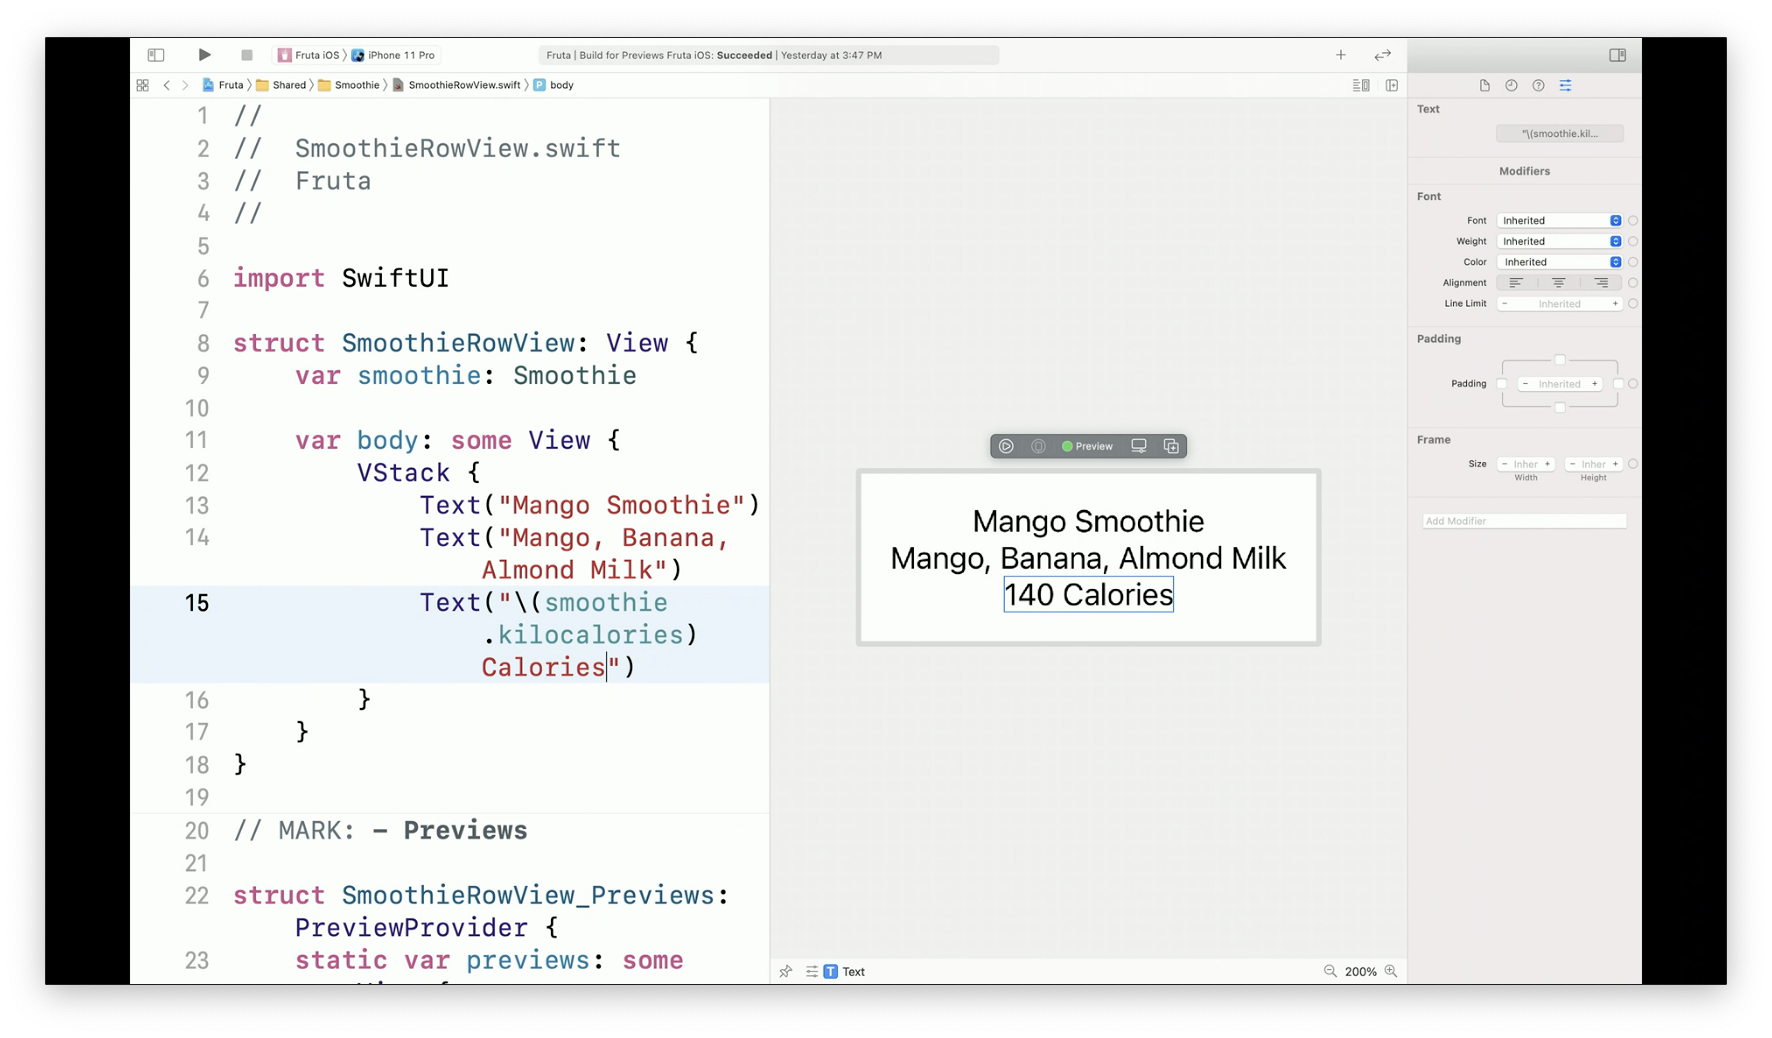 Fruta iOS 〉 iPhone 11 Pro
Fruta | Build for Previews Fruta iOS: Succeeded | Yesterday at 3:47 PM
Fruta 〉 Shared 〉 Smoothie 〉 SmoothieRowView.swift 〉 P body
1 //
2 //  SmoothieRowView.swift
3 //  Fruta
4 //
5
6 import SwiftUI
7
8 struct SmoothieRowView: View {
9     var smoothie: Smoothie
10
11     var body: some View {
12         VStack {
13             Text("Mango Smoothie")
14             Text("Mango, Banana,
Almond Milk")
15             Text("\(smoothie
.kilocalories)
Calories")
16         }
17     }
18 }
19
20 // MARK: - Previews
21
22 struct SmoothieRowView_Previews:
PreviewProvider {
23     static var previews: some
Preview
Mango Smoothie
Mango, Banana, Almond Milk
140 Calories
T Text
200%
Text
"\(smoothie.kil...
Modifiers
Font
Font Inherited
Weight Inherited
Color Inherited
Alignment
Line Limit − Inherited +
Padding
Padding − Inherited +
Frame
Size − Inher + − Inher +
Width Height
Add Modifier